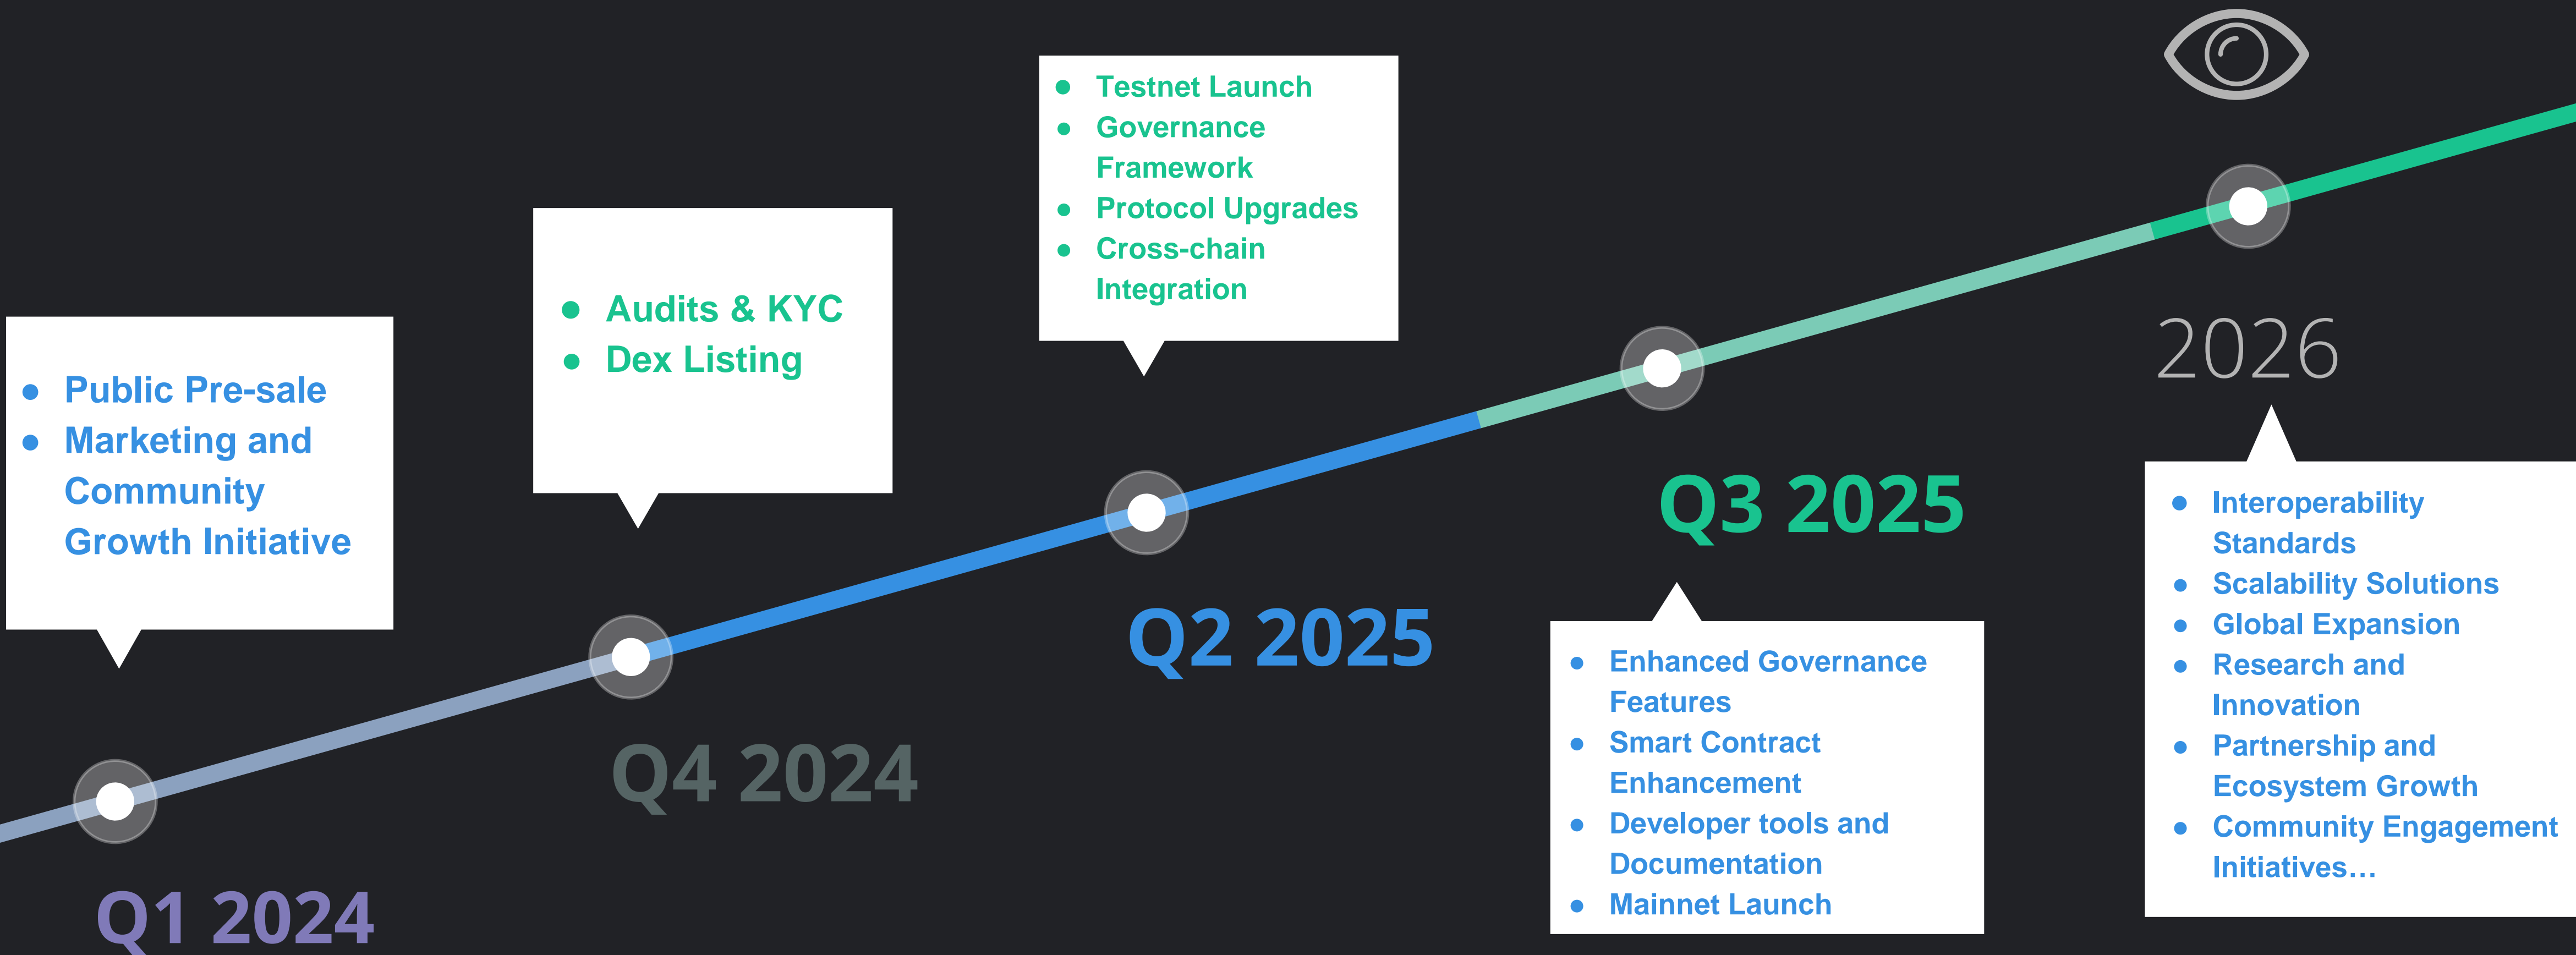 ● Public Pre-sale
● Marketing and
Community
Growth Initiative
Q1 2024
● Audits & KYC
● Dex Listing
Q4 2024
● Testnet Launch
● Governance
Framework
● Protocol Upgrades
● Cross-chain
Integration
Q2 2025
Q3 2025
● Enhanced Governance
Features
● Smart Contract
Enhancement
● Developer tools and
Documentation
● Mainnet Launch
2026
● Interoperability
Standards
● Scalability Solutions
● Global Expansion
● Research and
Innovation
● Partnership and
Ecosystem Growth
● Community Engagement
Initiatives…